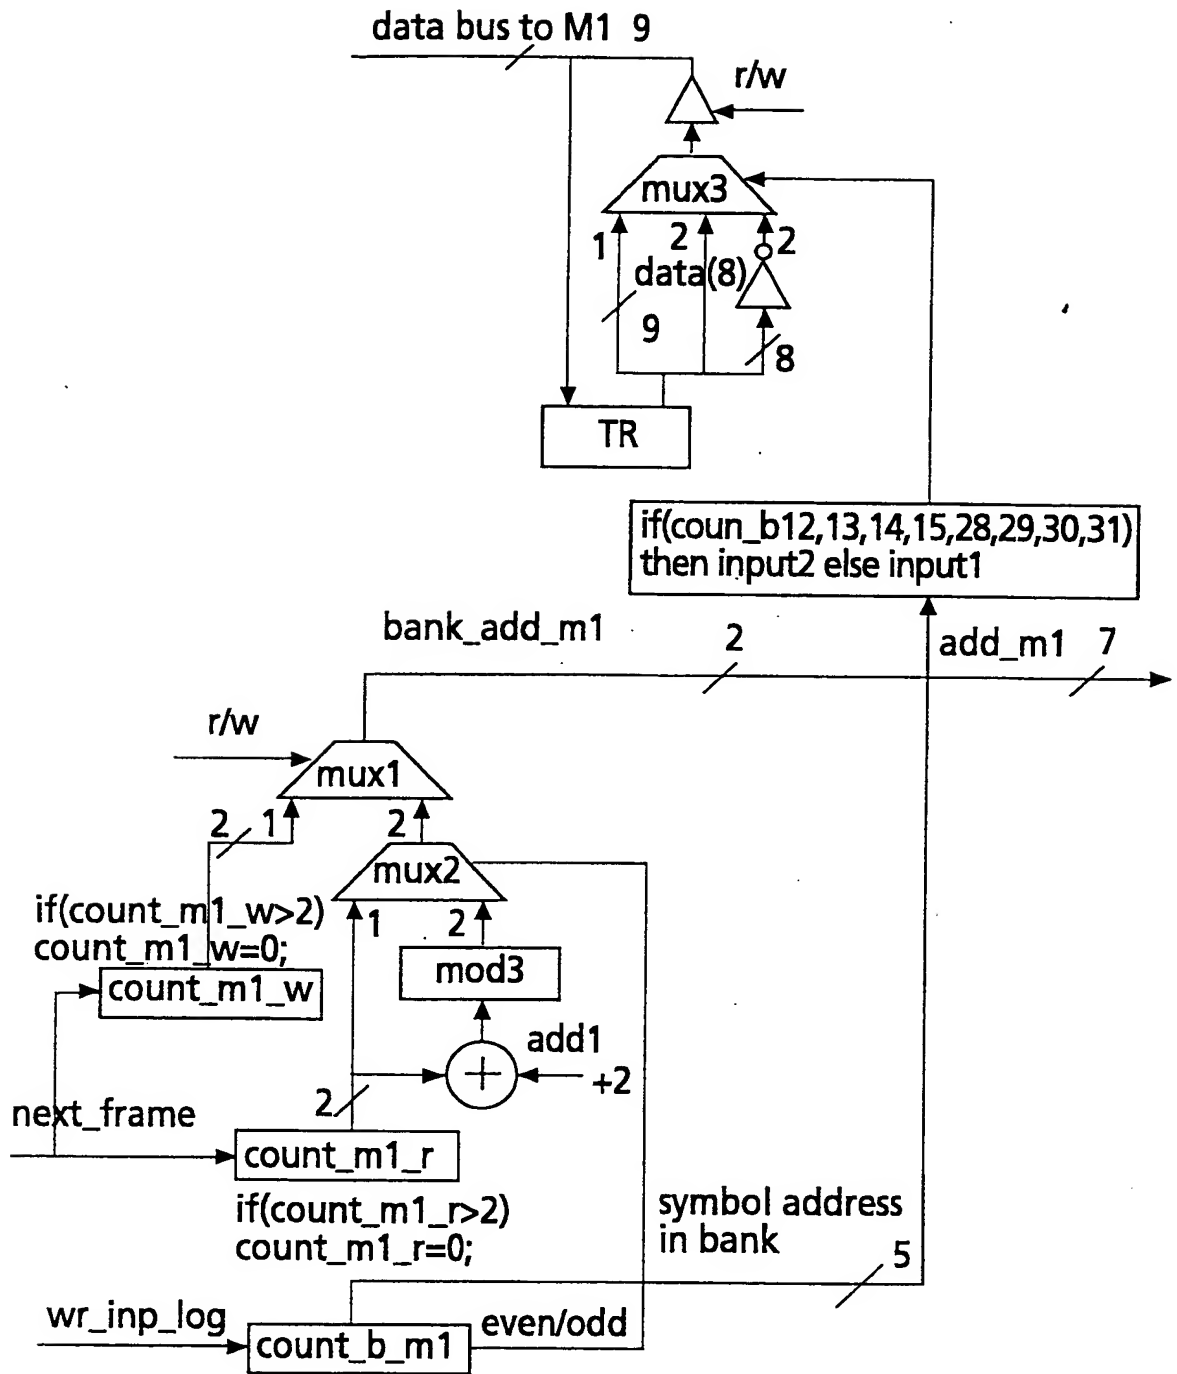 data bus to M1 9
r/w
mux3
1
2
2
data(8)
9
8
TR
if(coun_b12,13,14,15,28,29,30,31)
then input2 else input1
bank_add_m1
2
add_m1
7
r/w
mux1
2
1
2
mux2
if(count_m1_w>2)
count_m1_w=0;
1
2
count_m1_w
mod3
add1
+2
2
next_frame
count_m1_r
if(count_m1_r>2)
count_m1_r=0;
symbol address
in bank
5
wr_inp_log
count_b_m1
even/odd